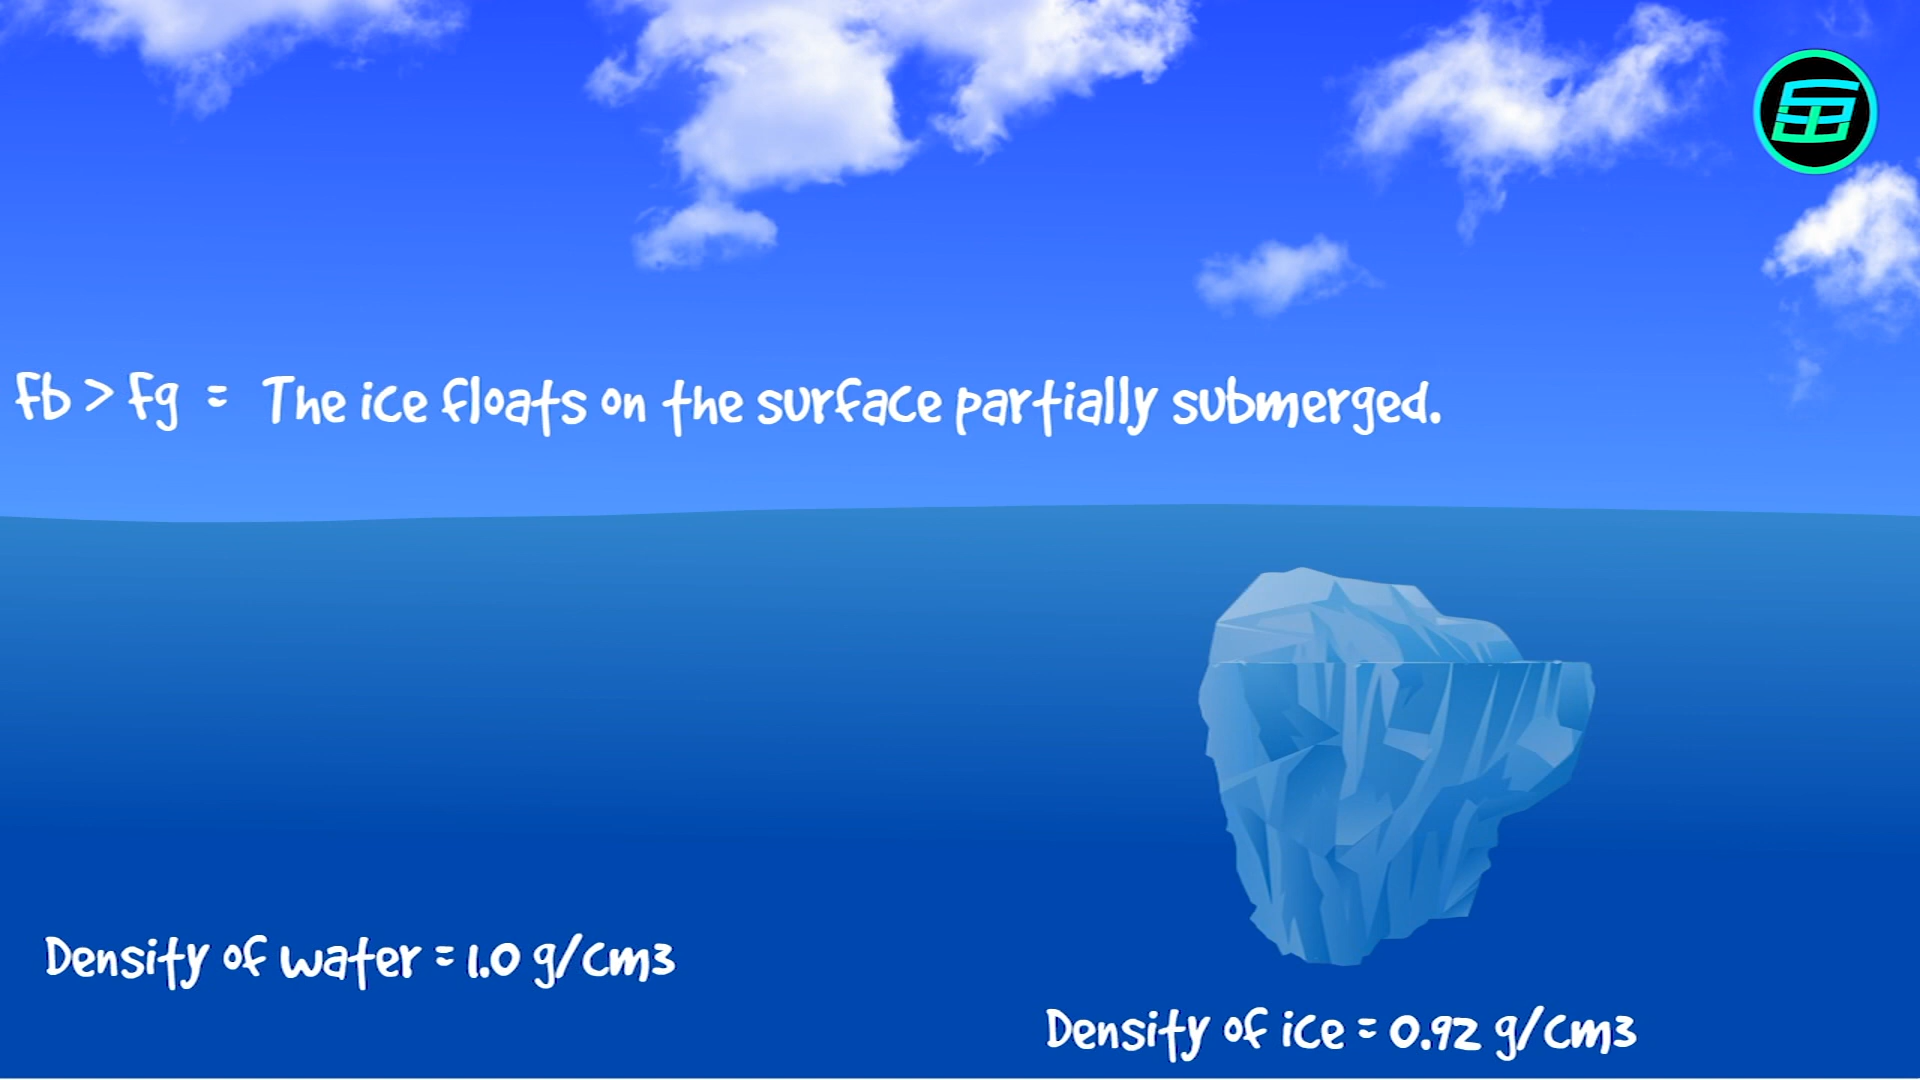 Fb > Fg = The ice floats on the surface partially submerged.
Density of water = 1.0 g/cm3
Density of ice = 0.92 g/cm3